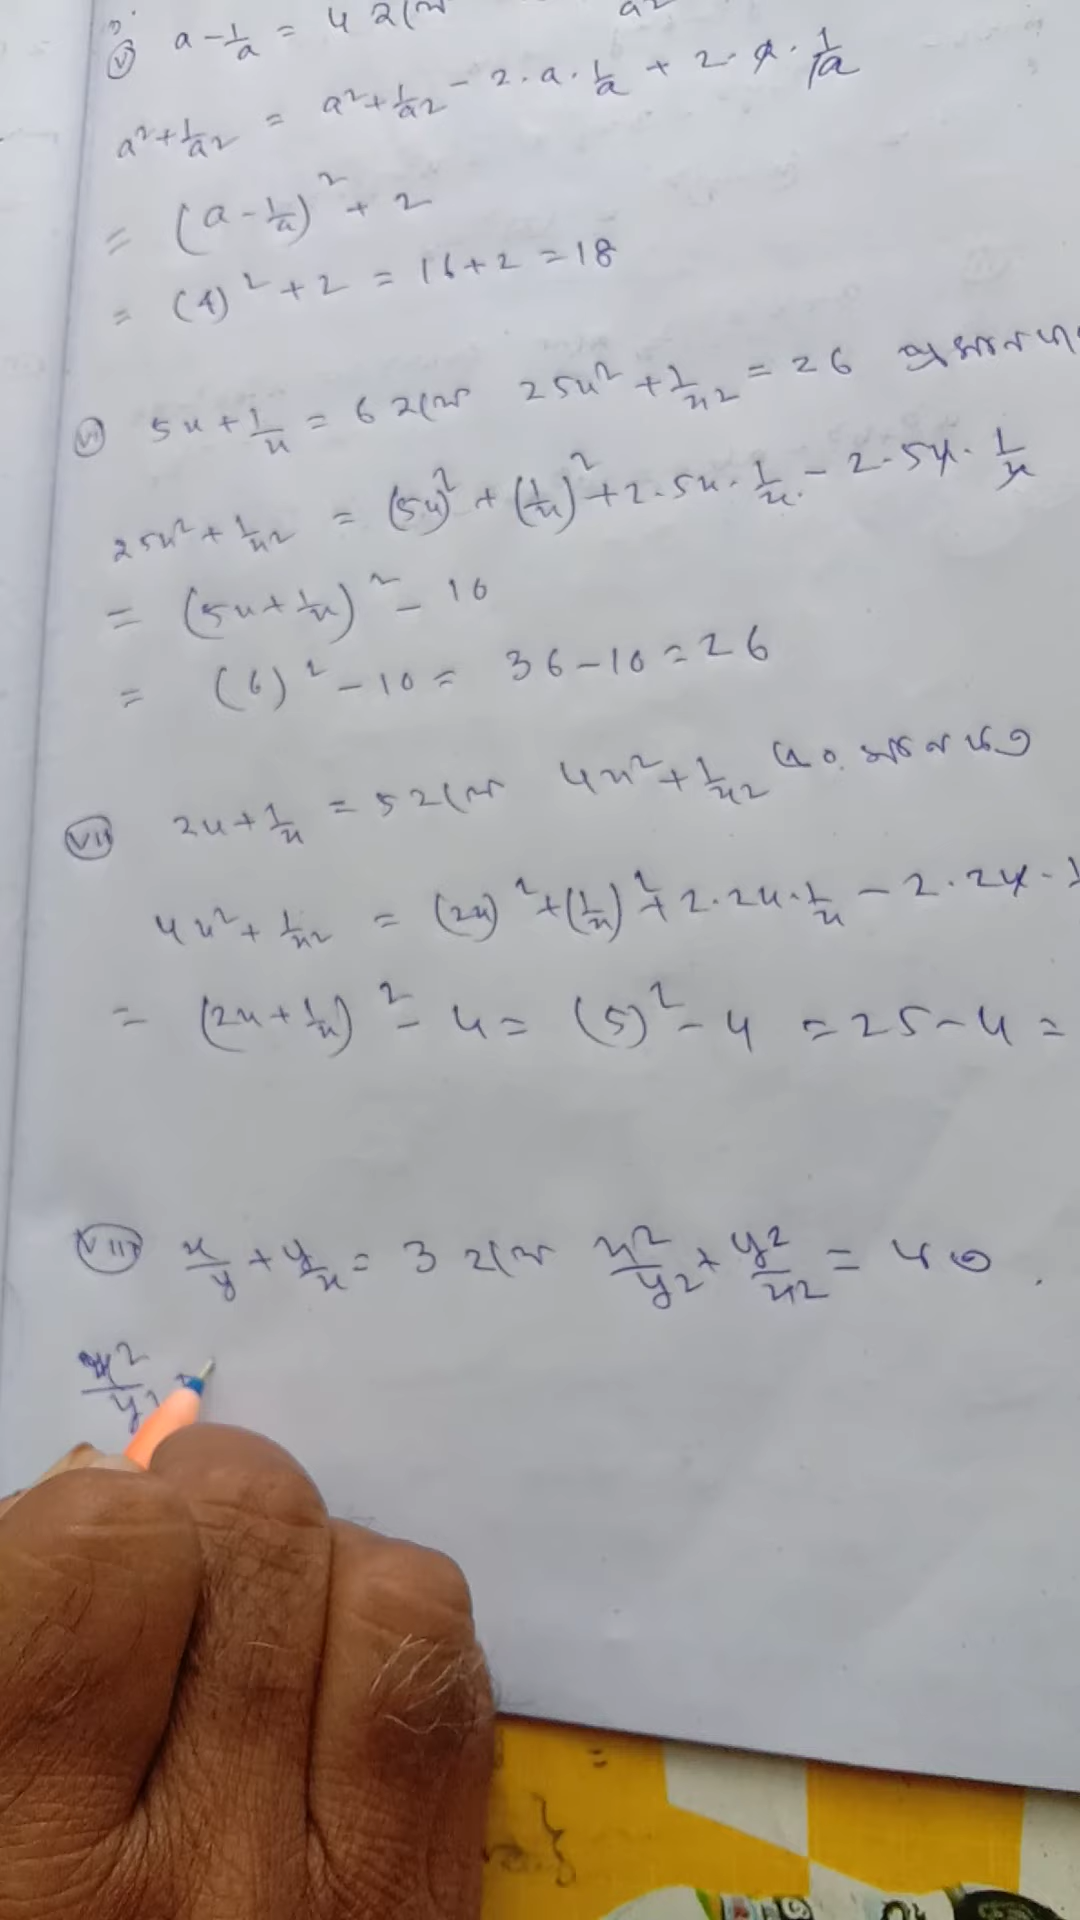 (v) a - 1/a = 4 হলে a2
a² + 1/a2 = a² + 1/a2 - 2.a.1/a + 2.a.1/a
= (a - 1/a)² + 2
= (4)² + 2 = 16 + 2 = 18
(vi) 5x + 1/x = 6 হলে 25x² + 1/x2 = 26
25x² + 1/x2 = (5x)² + (1/x)² + 2.5x.1/x - 2.5x.1/x
= (5x + 1/x)² - 10
= (6)² - 10 = 36 - 10 = 26
(vii) 2x + 1/x = 5 হলে 4x² + 1/x2
4x² + 1/x2 = (2x)² + (1/x)² + 2.2x.1/x - 2.2x.1
= (2x + 1/x)² - 4 = (5)² - 4 = 25 - 4 =
(viii) x/y + y/x = 3 হলে x2/y2 + y2/x2 = কত
x2/y2 +